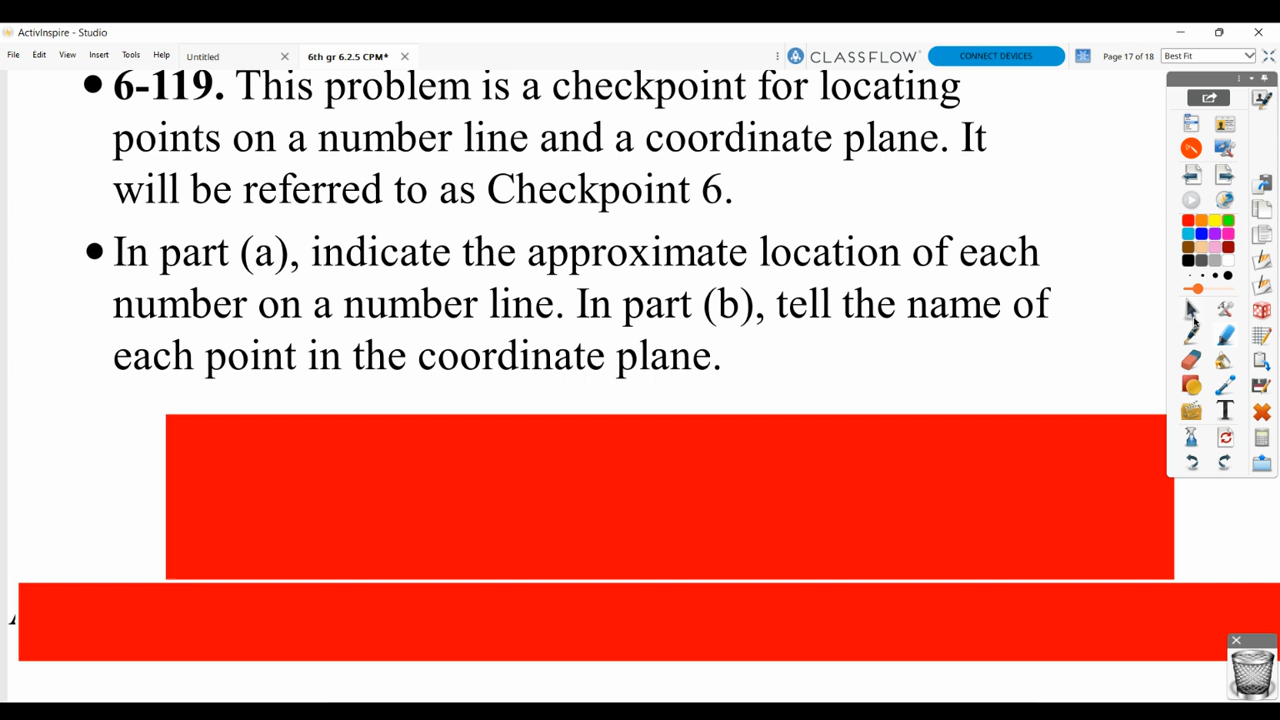 ActivInspire - Studio
File Edit View Insert Tools Help Untitled 6th gr 6.2.5 CPM* CLASSFLOW CONNECT DEVICES Page 17 of 18 Best Fit
• 6-119. This problem is a checkpoint for locating
points on a number line and a coordinate plane. It
will be referred to as Checkpoint 6.
• In part (a), indicate the approximate location of each
number on a number line. In part (b), tell the name of
each point in the coordinate plane.
T